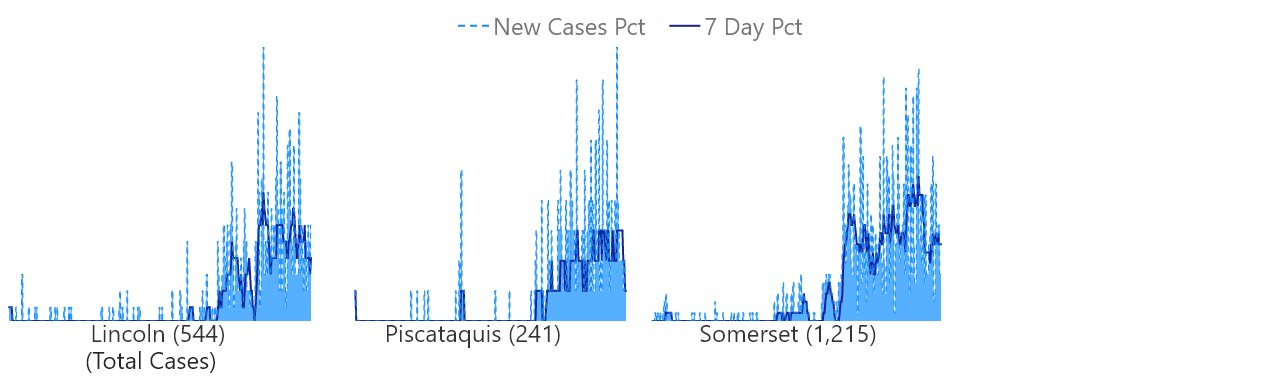 New Cases Pct 7 Day Pct
Lincoln (544) Piscataquis (241) Somerset (1,215)
(Total Cases)